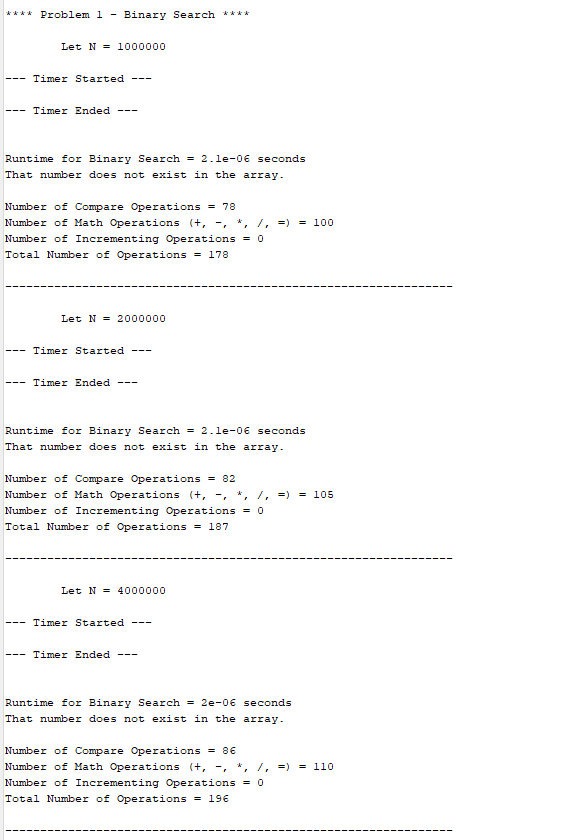 **** Problem 1 - Binary Search ****
Let N = 1000000
--- Timer Started ---
--- Timer Ended ---
Runtime for Binary Search = 2.1e-06 seconds
That number does not exist in the array.
Number of Compare Operations = 78
Number of Math Operations (+, -, *, /, =) = 100
Number of Incrementing Operations = 0
Total Number of Operations = 178
----------------------------------------------------------------
Let N = 2000000
--- Timer Started ---
--- Timer Ended ---
Runtime for Binary Search = 2.1e-06 seconds
That number does not exist in the array.
Number of Compare Operations = 82
Number of Math Operations (+, -, *, /, =) = 105
Number of Incrementing Operations = 0
Total Number of Operations = 187
----------------------------------------------------------------
Let N = 4000000
--- Timer Started ---
--- Timer Ended ---
Runtime for Binary Search = 2e-06 seconds
That number does not exist in the array.
Number of Compare Operations = 86
Number of Math Operations (+, -, *, /, =) = 110
Number of Incrementing Operations = 0
Total Number of Operations = 196
----------------------------------------------------------------